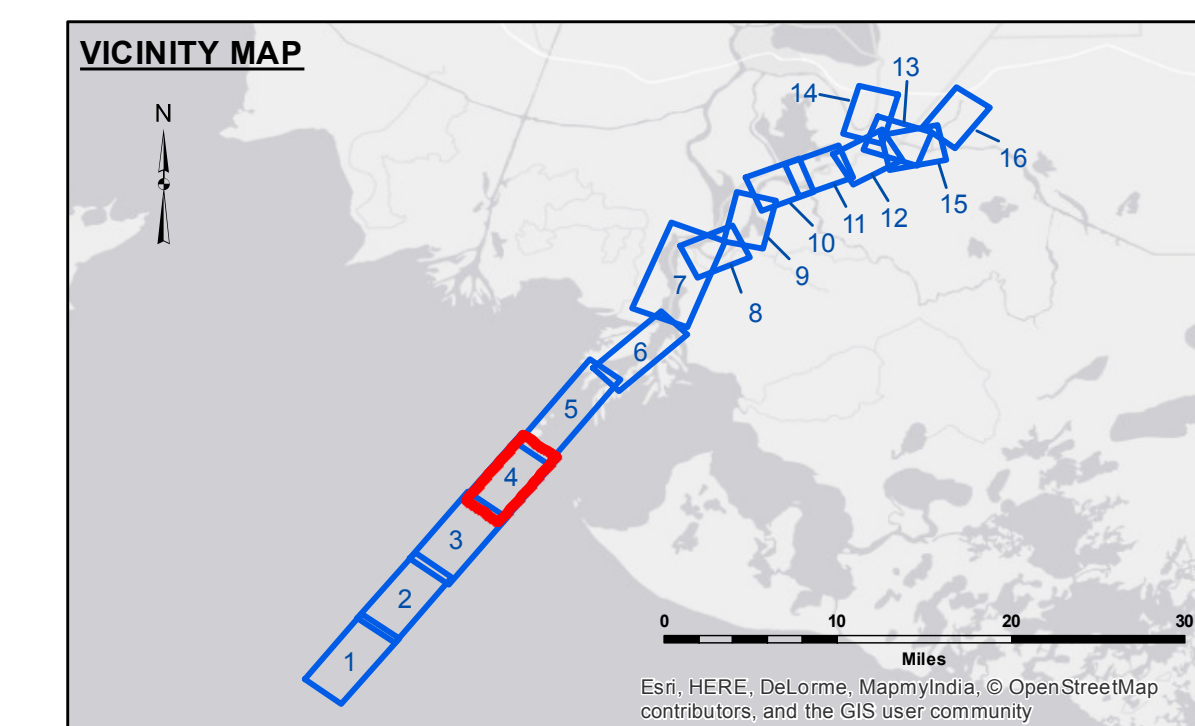 VICINITY MAP
N
13
14
16
15
12
11
10
9
8
7
6
5
4
3
2
1
0 10 20 30
Miles
Esri, HERE, DeLorme, MapmyIndia, © OpenStreetMap
contributors, and the GIS user community